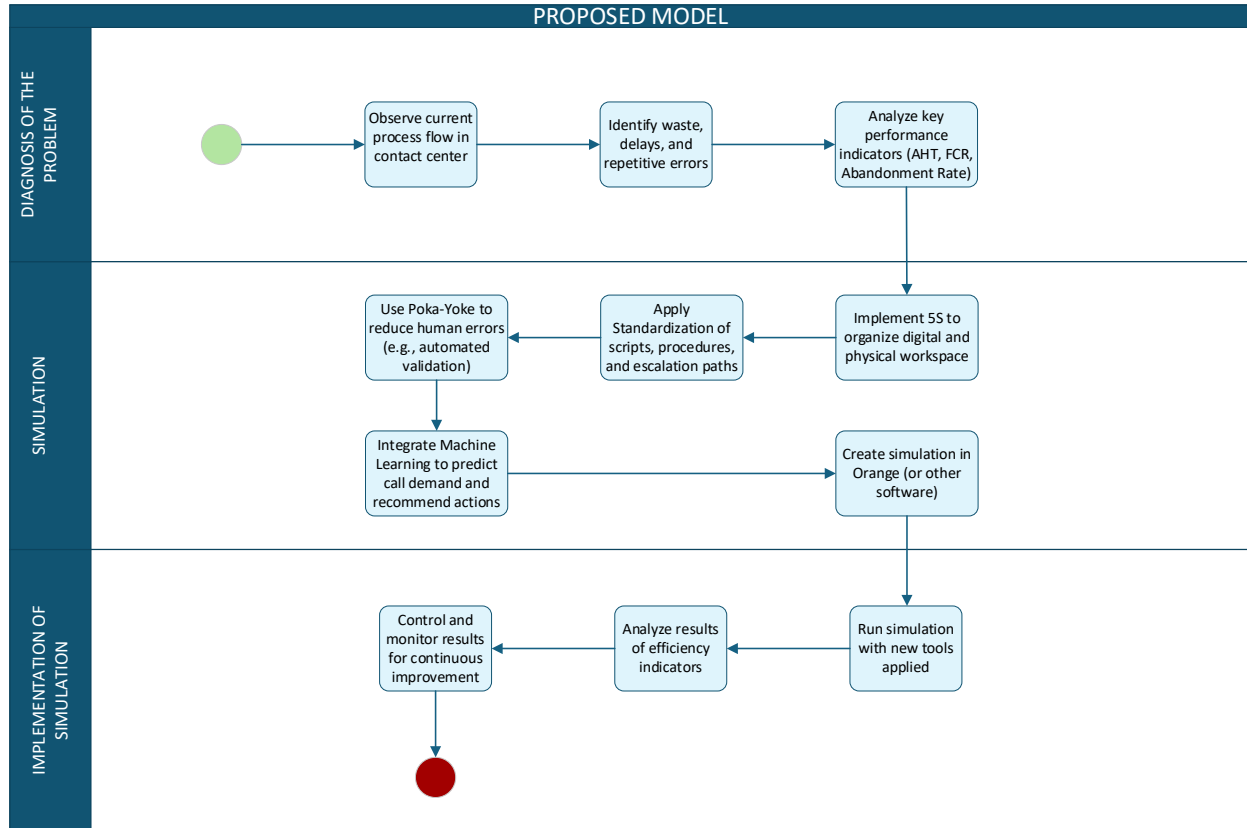 PROPOSED MODEL
DIAGNOSIS OF THE
PROBLEM
Observe current
process flow in
contact center
Identify waste,
delays, and
repetitive errors
Analyze key
performance
indicators (AHT, FCR,
Abandonment Rate)
SIMULATION
Use Poka-Yoke to
reduce human errors
(e.g., automated
validation)
Apply
Standardization of
scripts, procedures,
and escalation paths
Implement 5S to
organize digital and
physical workspace
Integrate Machine
Learning to predict
call demand and
recommend actions
Create simulation in
Orange (or other
software)
IMPLEMENTATION OF
SIMULATION
Control and
monitor results
for continuous
improvement
Analyze results
of efficiency
indicators
Run simulation
with new tools
applied